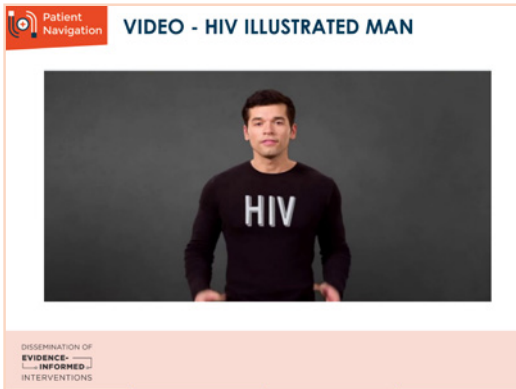 Patient
Navigation
VIDEO - HIV ILLUSTRATED MAN
HIV
DISSEMINATION OF
EVIDENCE-
INFORMED
INTERVENTIONS